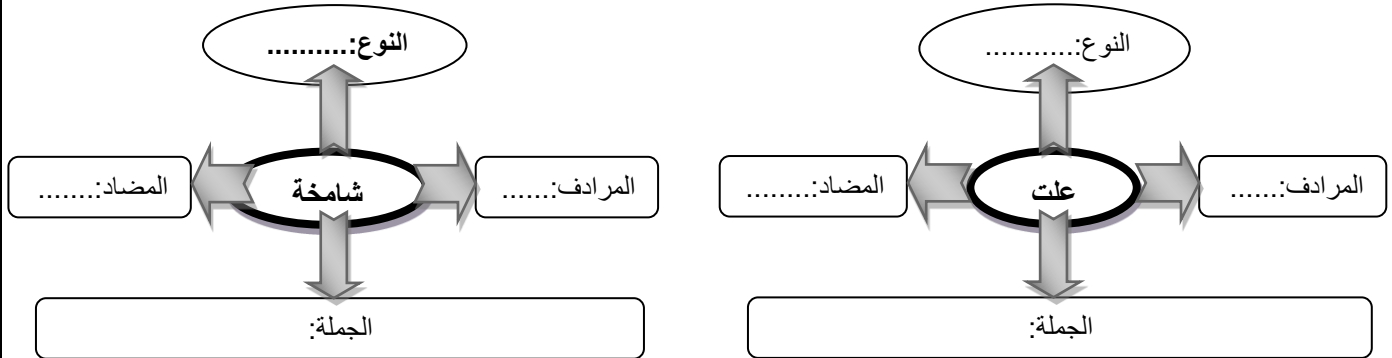 النوع:...........
المرادف:......
علت
المضاد:........
الجملة:
النوع:..........
المرادف:......
شامخة
المضاد:.......
الجملة: